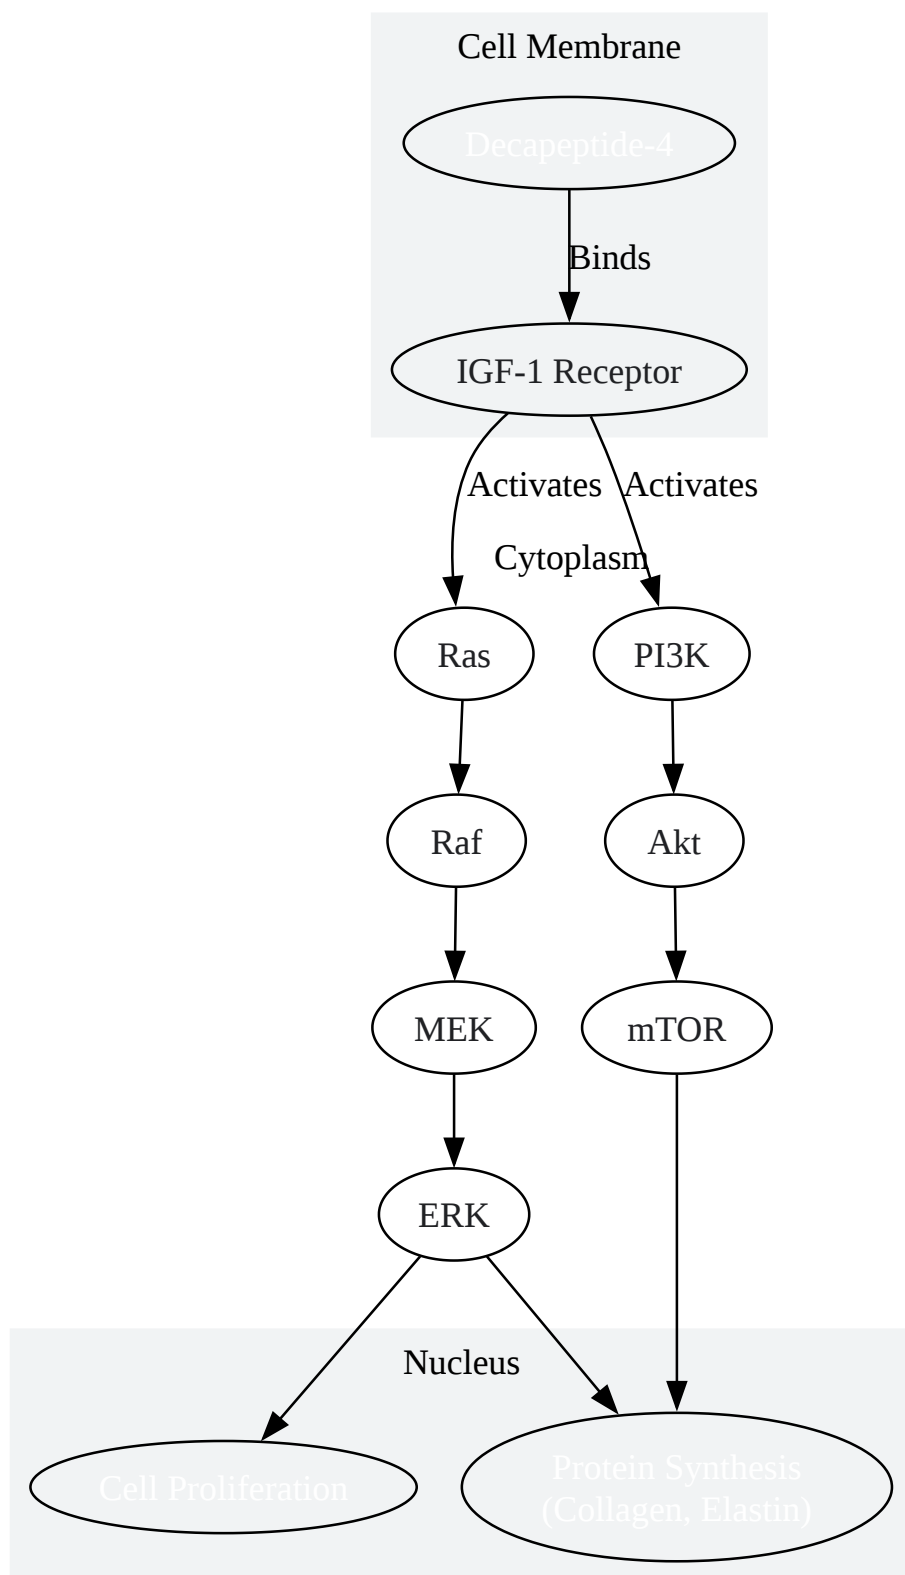 Cell Membrane
Decapeptide-4
Binds
IGF-1 Receptor
Activates
Activates
Cytoplasm
Ras
PI3K
Raf
Akt
MEK
mTOR
ERK
Nucleus
Cell Proliferation
Protein Synthesis
(Collagen, Elastin)